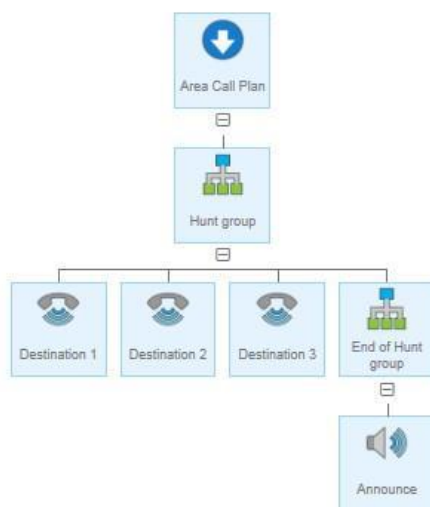 Area Call Plan
Hunt group
Destination 1
Destination 2
Destination 3
End of Hunt
group
Announce